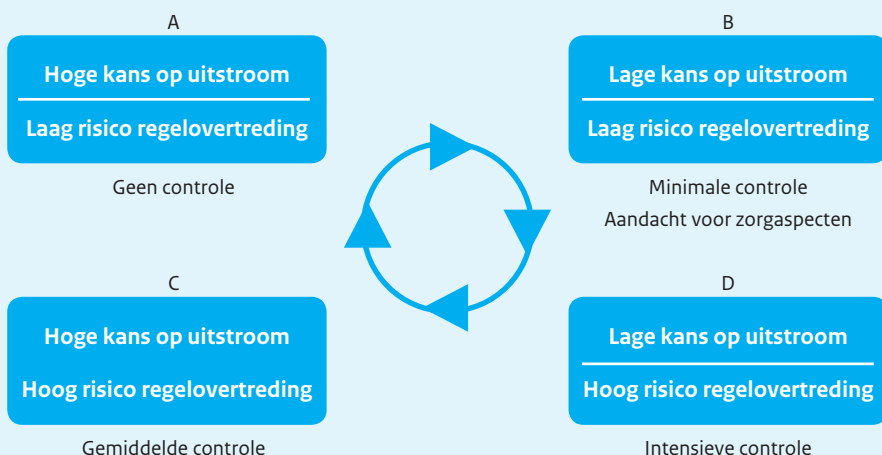 A
Hoge kans op uitstroom
Laag risico regelovertreding
Geen controle
B
Lage kans op uitstroom
Laag risico regelovertreding
Minimale controle
Aandacht voor zorgaspecten
C
Hoge kans op uitstroom
Hoog risico regelovertreding
Gemiddelde controle
D
Lage kans op uitstroom
Hoog risico regelovertreding
Intensieve controle